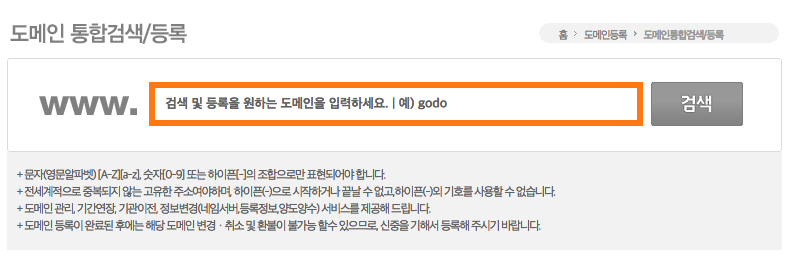 도메인 통합검색/등록
홈 > 도메인등록 > 도메인통합검색/등록
www. 검색 및 등록을 원하는 도메인을 입력하세요. | 예) godo 검색
+ 문자(영문알파벳) [A-Z][a-z], 숫자[0-9] 또는 하이픈[-]의 조합으로만 표현되어야 합니다.
+ 전세계적으로 중복되지 않는 고유한 주소여야하며, 하이픈(-)으로 시작하거나 끝날 수 없고,하이픈(-)의 기호를 사용할 수 없습니다.
+ 도메인 관리, 기간연장, 기관이전, 정보변경(네임서버,등록정보,양도양수) 서비스를 제공해 드립니다.
+ 도메인 등록이 완료된 후에는 해당 도메인 변경 · 취소 및 환불이 불가능 할수 있으므로, 신중을 기해서 등록해 주시기 바랍니다.